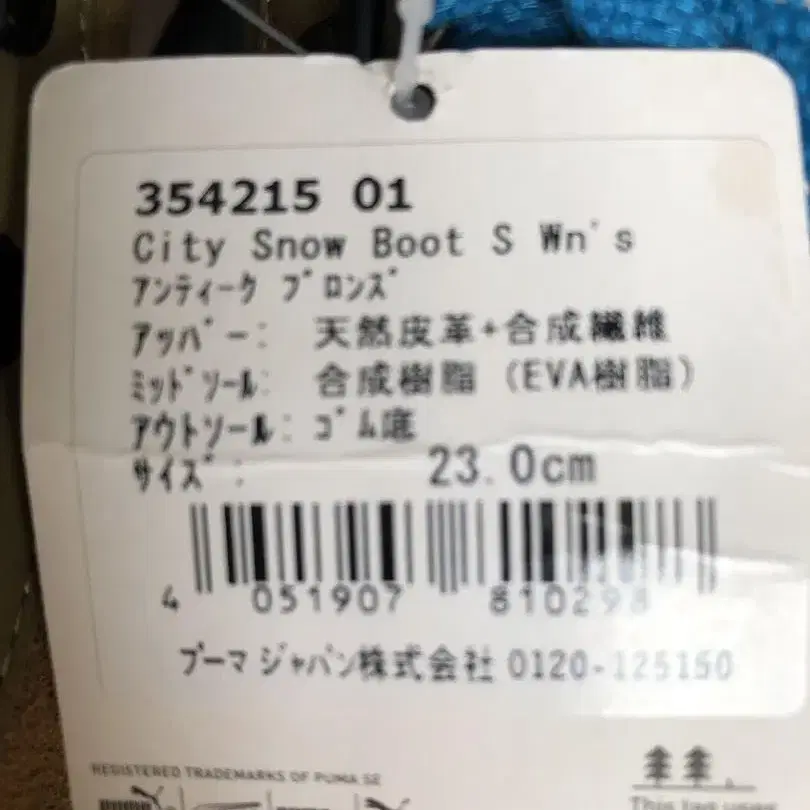 354215 01
City Snow Boot S Wn's
アンティーク ブロンズ
アッパー: 天然皮革+合成繊維
ミッドソール: 合成樹脂 (EVA樹脂)
アウトソール: ゴム底
サイズ: 23.0cm
4 051907 810298
プーマ ジャパン株式会社 0120-125150
REGISTERED TRADEMARKS OF PUMA SE
PUMA
This